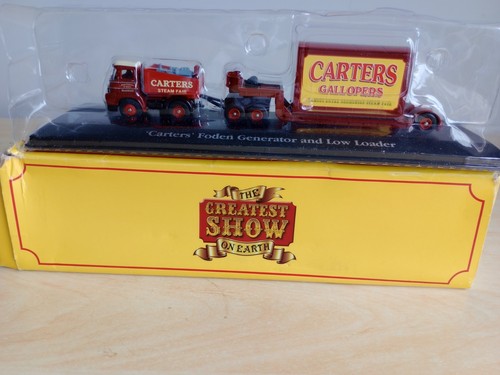 CARTERS
STEAM FAIR
CARTERS
GALLOPERS
'Carters' Foden Generator and Low Loader
THE
GREATEST
SHOW
ON EARTH